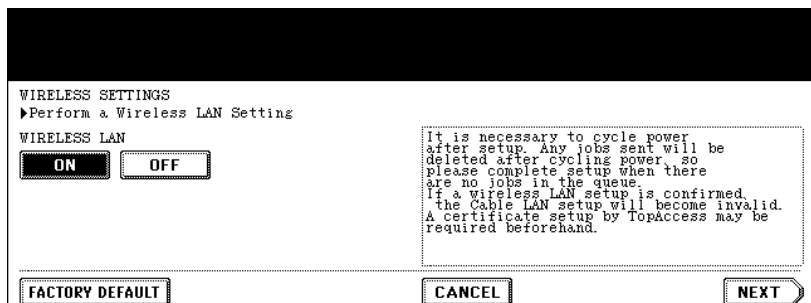 WIRELESS SETTINGS
▶Perform a Wireless LAN Setting
WIRELESS LAN
ON OFF
It is necessary to cycle power
after setup. Any jobs sent will be
deleted after cycling power, so
please complete setup when there
are no jobs in the queue.
If a wireless LAN setup is confirmed,
the Cable LAN setup will become invalid.
A certificate setup by TopAccess may be
required beforehand.
FACTORY DEFAULT CANCEL NEXT